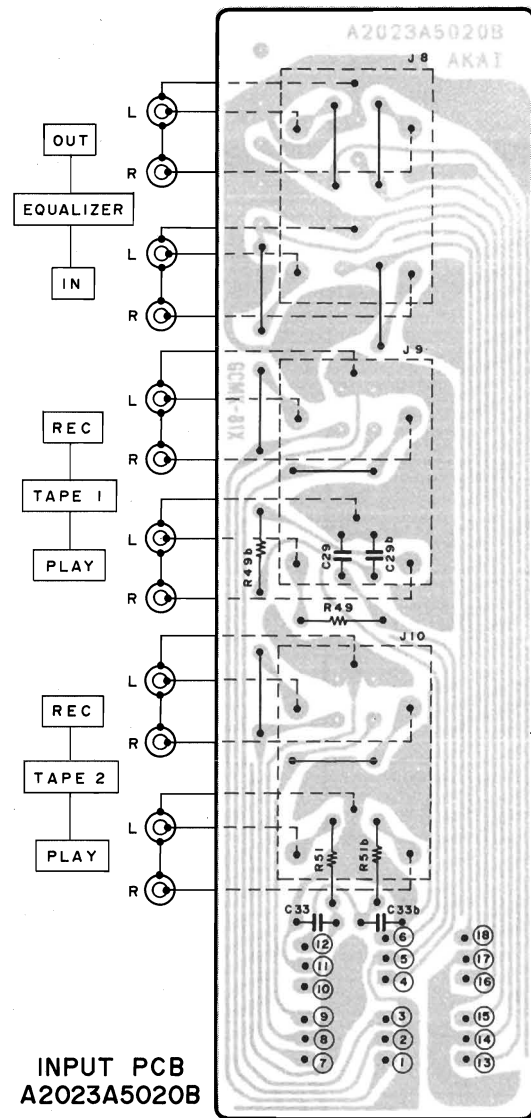 A2023A5020B
AKAI
J8
L
OUT
R
EQUALIZER
L
IN
R
J9
GCMX-81X
L
REC
R
TAPE 1
L
R49b
C29
C29b
PLAY
R
R49
J10
L
REC
R
TAPE 2
L
R51
R51b
PLAY
R
C33
C33b
12
6
18
11
5
17
10
4
16
9
3
15
8
2
14
7
1
13
INPUT PCB
A2023A5020B